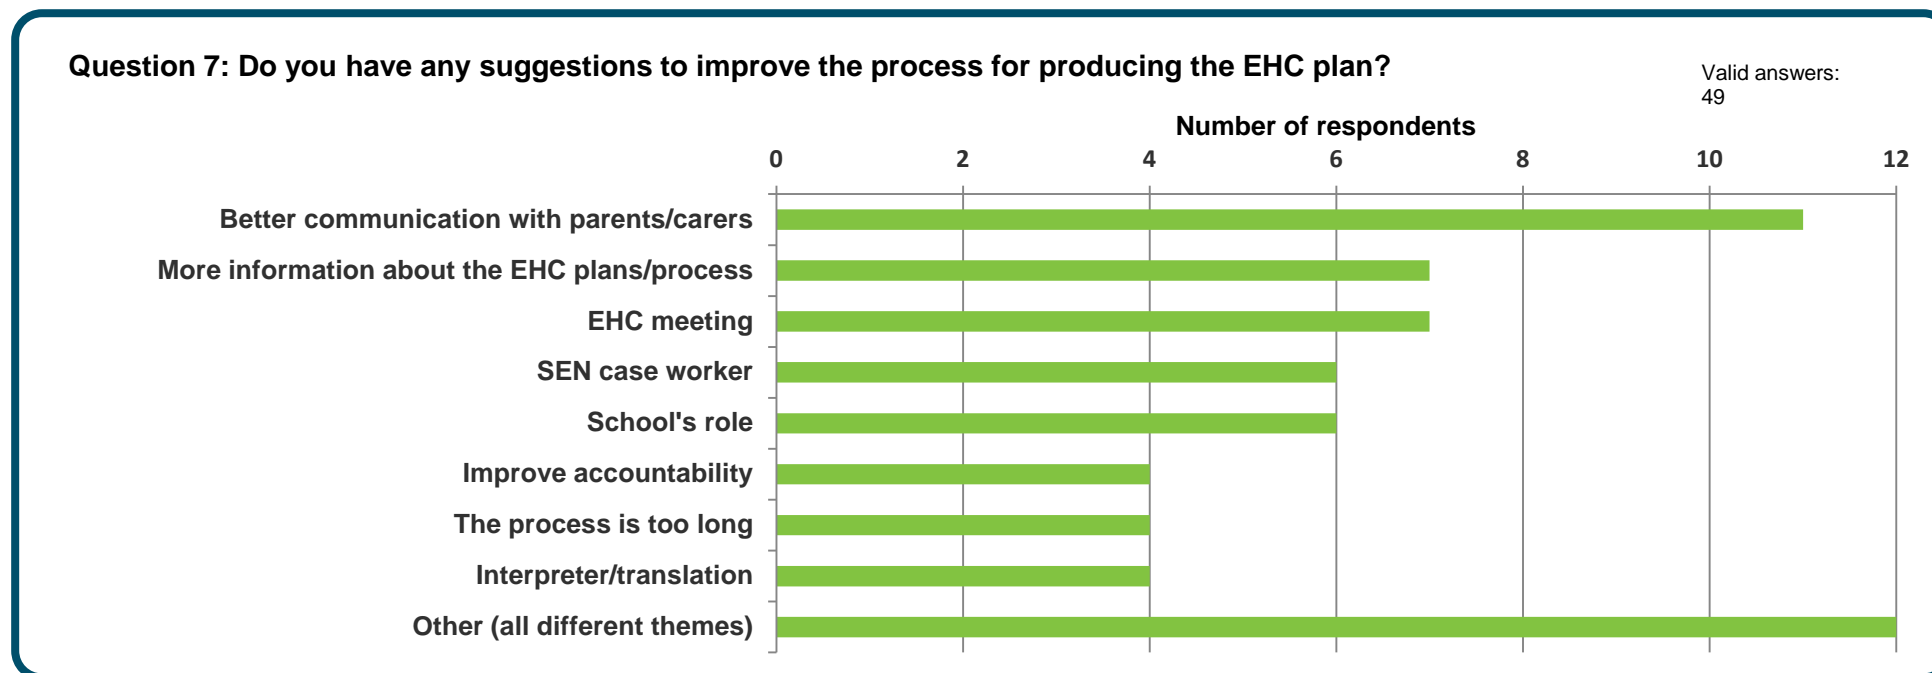 Question 7: Do you have any suggestions to improve the process for producing the EHC plan?
Valid answers:
49
Number of respondents
0 2 4 6 8 10 12
Better communication with parents/carers
More information about the EHC plans/process
EHC meeting
SEN case worker
School's role
Improve accountability
The process is too long
Interpreter/translation
Other (all different themes)